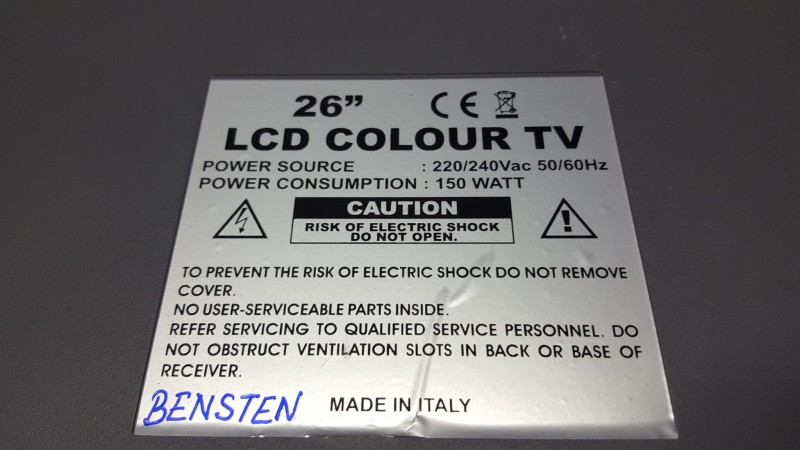 26” CE
LCD COLOUR TV
POWER SOURCE : 220/240Vac 50/60Hz
POWER CONSUMPTION : 150 WATT
CAUTION
RISK OF ELECTRIC SHOCK
DO NOT OPEN.
TO PREVENT THE RISK OF ELECTRIC SHOCK DO NOT REMOVE
COVER.
NO USER-SERVICEABLE PARTS INSIDE.
REFER SERVICING TO QUALIFIED SERVICE PERSONNEL. DO
NOT OBSTRUCT VENTILATION SLOTS IN BACK OR BASE OF
RECEIVER.
BENSTEN MADE IN ITALY